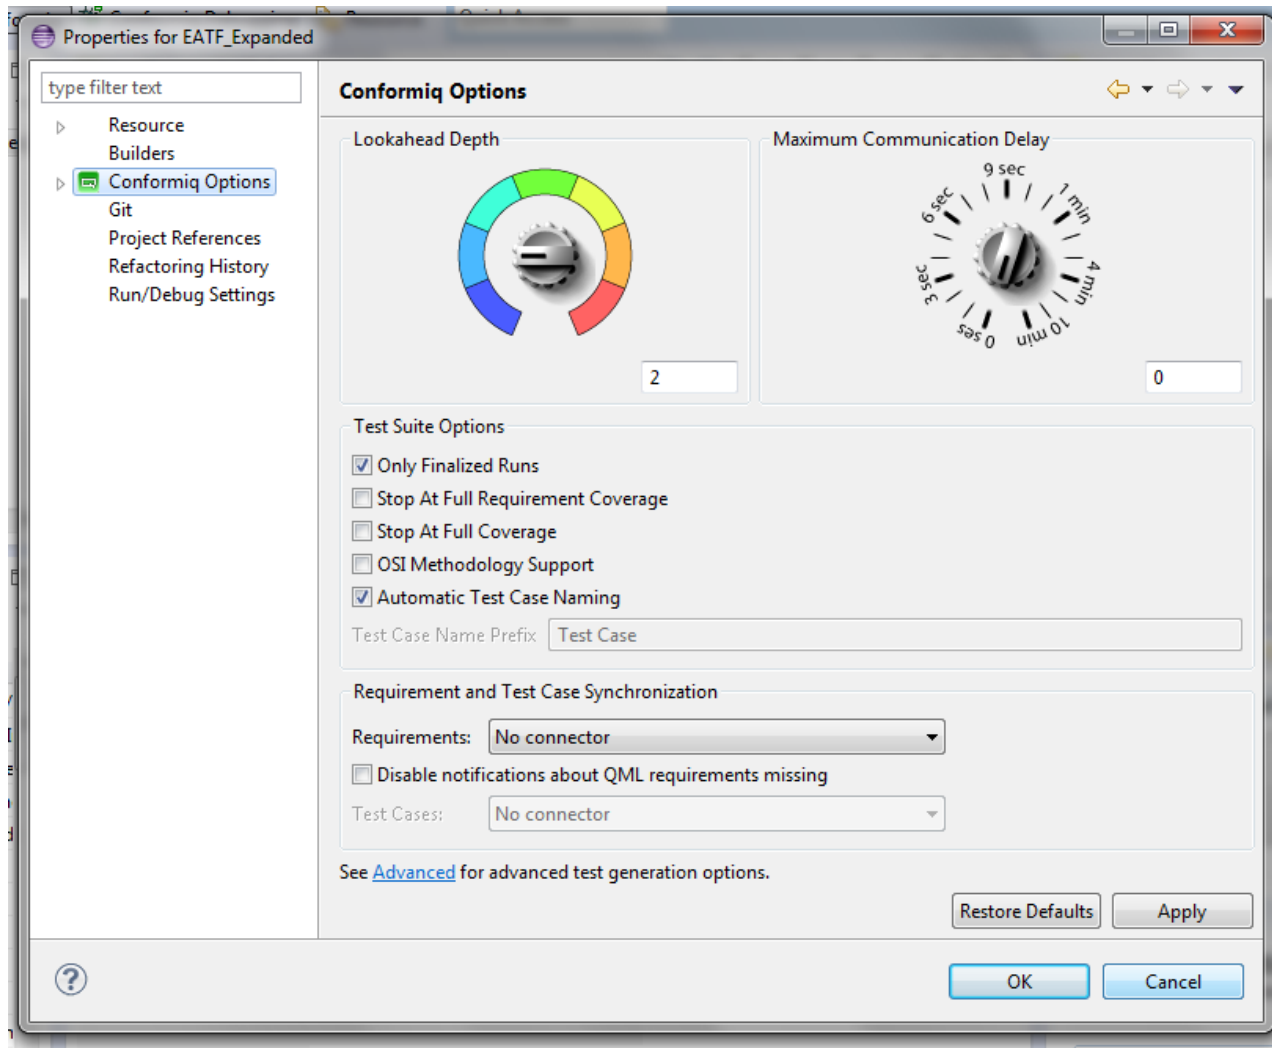 Properties for EATF_Expanded
type filter text
Resource
Builders
Conformiq Options
Git
Project References
Refactoring History
Run/Debug Settings
Conformiq Options
Lookahead Depth
2
Maximum Communication Delay
0 sec
3 sec
6 sec
9 sec
1 min
4 min
10 min
0
Test Suite Options
Only Finalized Runs
Stop At Full Requirement Coverage
Stop At Full Coverage
OSI Methodology Support
Automatic Test Case Naming
Test Case Name Prefix Test Case
Requirement and Test Case Synchronization
Requirements: No connector
Disable notifications about QML requirements missing
Test Cases: No connector
See Advanced for advanced test generation options.
Restore Defaults Apply
? OK Cancel